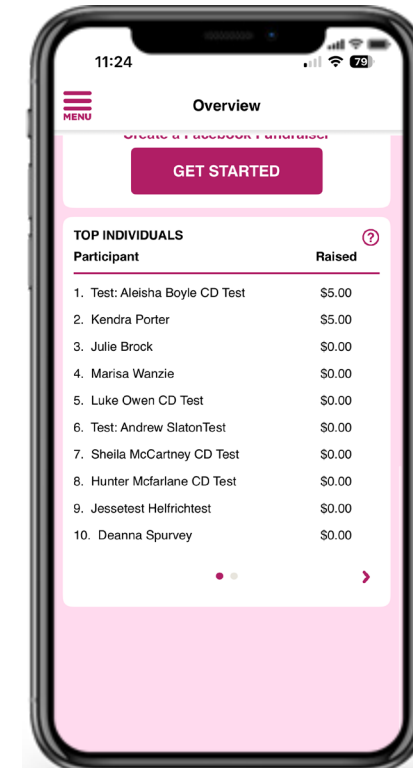 11:24
79
MENU
Overview
Create a Facebook Fundraiser
GET STARTED
TOP INDIVIDUALS
?
Participant Raised
1. Test: Aleisha Boyle CD Test $5.00
2. Kendra Porter $5.00
3. Julie Brock $0.00
4. Marisa Wanzie $0.00
5. Luke Owen CD Test $0.00
6. Test: Andrew SlatonTest $0.00
7. Sheila McCartney CD Test $0.00
8. Hunter Mcfarlane CD Test $0.00
9. Jessetest Helfrichtest $0.00
10. Deanna Spurvey $0.00